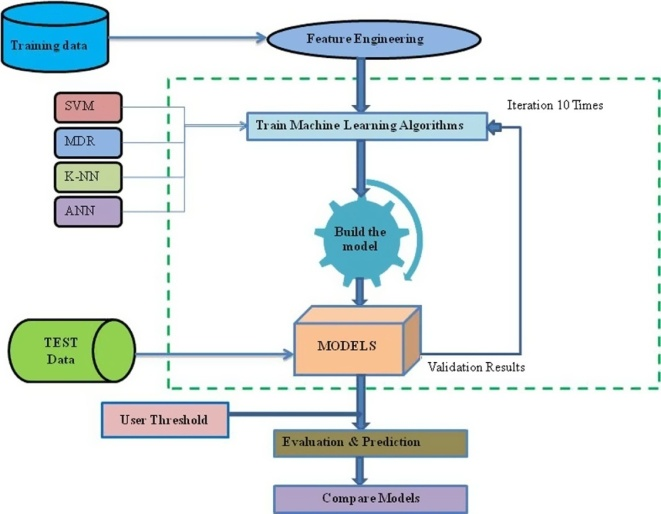 Training data
Feature Engineering
Iteration 10 Times
SVM
Train Machine Learning Algorithms
MDR
K-NN
ANN
Build the
model
TEST
Data
MODELS
Validation Results
User Threshold
Evaluation & Prediction
Compare Models